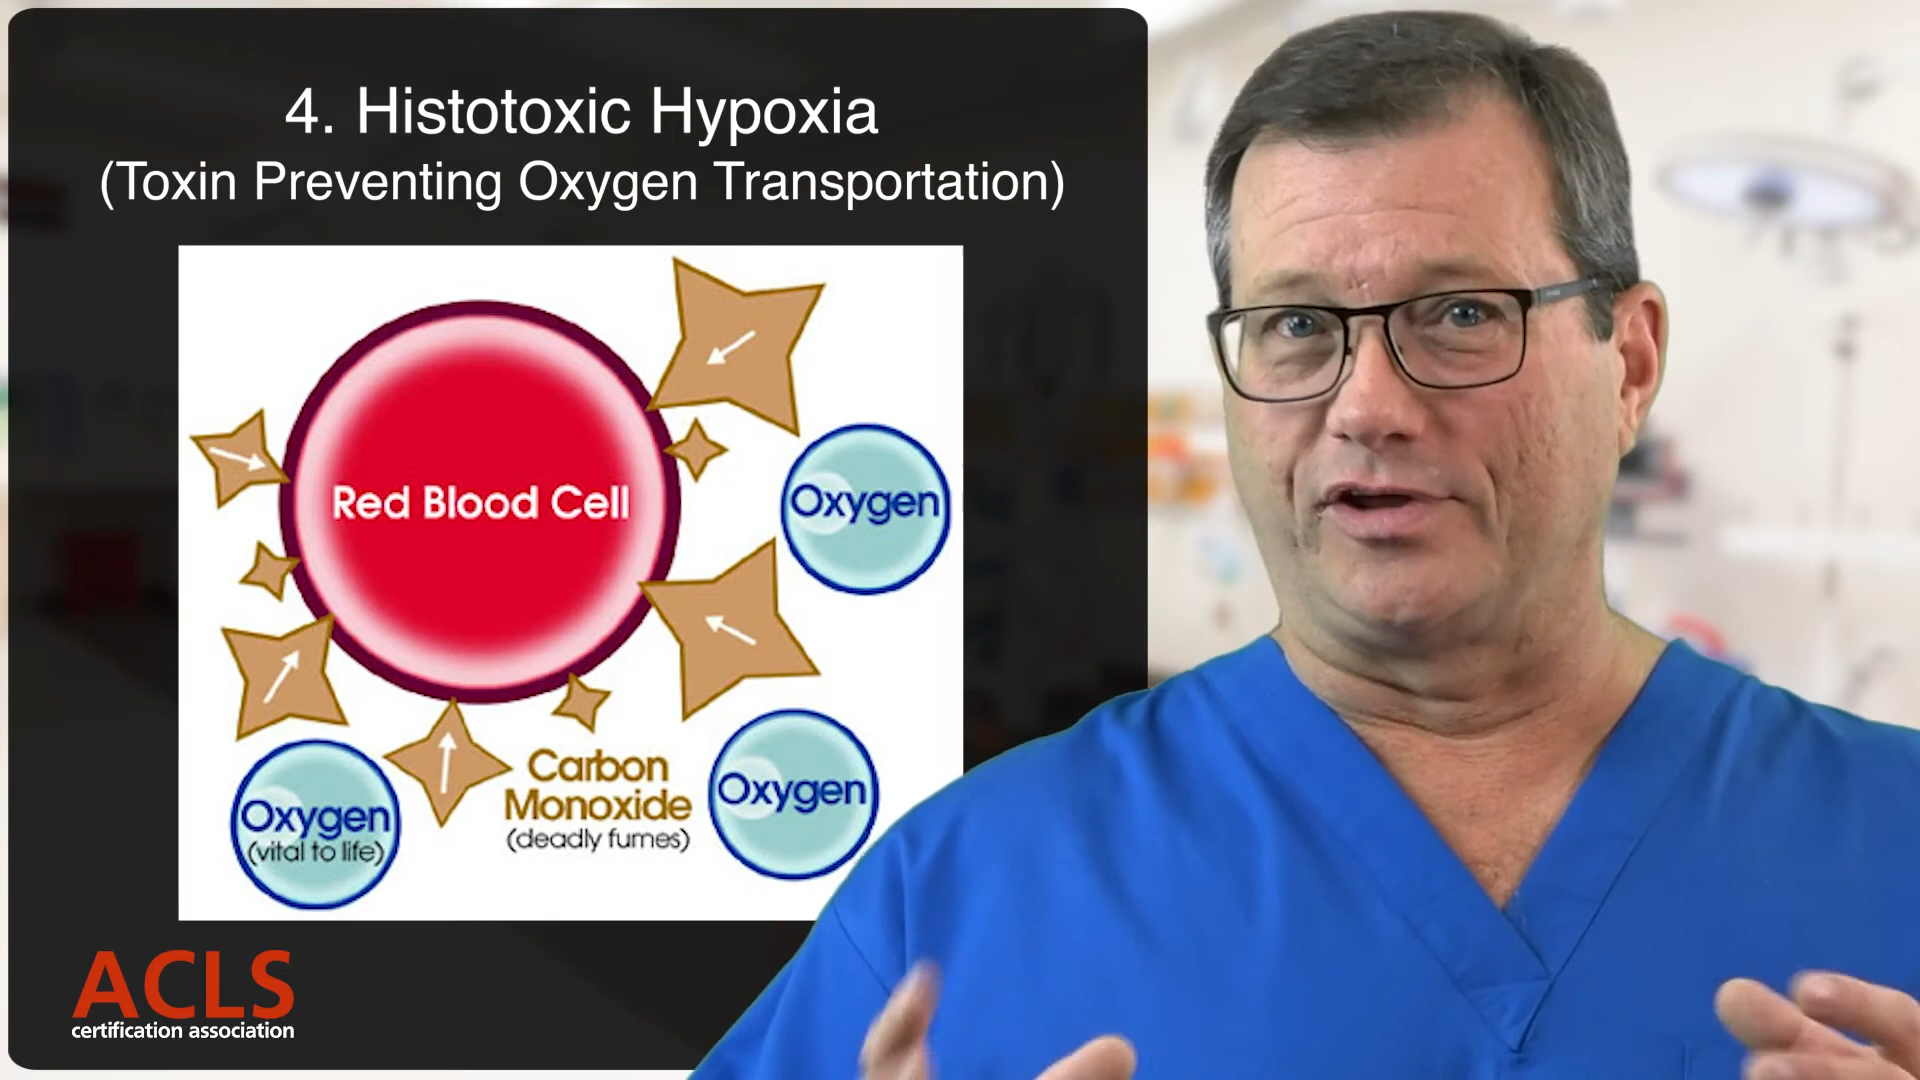 4. Histotoxic Hypoxia
(Toxin Preventing Oxygen Transportation)
Red Blood Cell
Oxygen
Oxygen
Carbon
Monoxide
(deadly fumes)
Oxygen
(vital to life)
ACLS
certification association